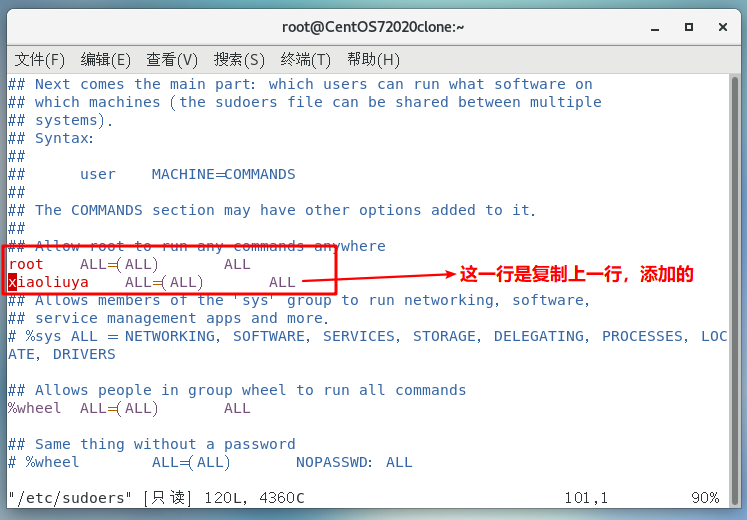 root@CentOS72020clone:~
文件(F) 编辑(E) 查看(V) 搜索(S) 终端(T) 帮助(H)
## Next comes the main part: which users can run what software on
## which machines (the sudoers file can be shared between multiple
## systems).
## Syntax:
##
##      user    MACHINE=COMMANDS
##
## The COMMANDS section may have other options added to it.
##
## Allow root to run any commands anywhere
root    ALL=(ALL)       ALL
xiaoliuya    ALL=(ALL)       ALL
这一行是复制上一行，添加的
## Allows members of the 'sys' group to run networking, software,
## service management apps and more.
# %sys ALL = NETWORKING, SOFTWARE, SERVICES, STORAGE, DELEGATING, PROCESSES, LOC
ATE, DRIVERS
## Allows people in group wheel to run all commands
%wheel  ALL=(ALL)       ALL
## Same thing without a password
# %wheel        ALL=(ALL)       NOPASSWD: ALL
"/etc/sudoers" [只读] 120L, 4360C 101,1 90%